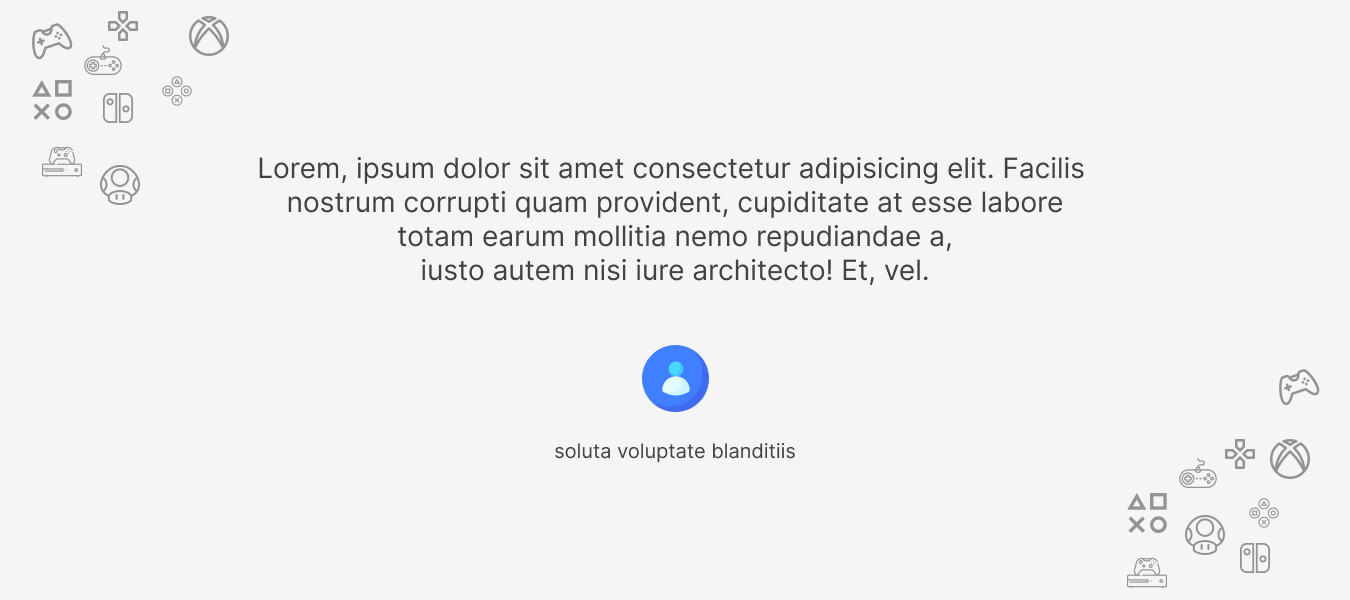 Lorem, ipsum dolor sit amet consectetur adipisicing elit. Facilis
nostrum corrupti quam provident, cupiditate at esse labore
totam earum mollitia nemo repudiandae a,
iusto autem nisi iure architecto! Et, vel.
soluta voluptate blanditiis